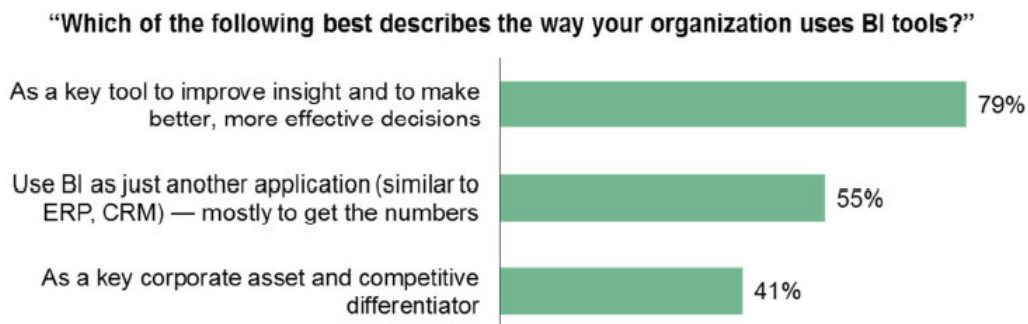 “Which of the following best describes the way your organization uses BI tools?”
As a key tool to improve insight and to make
better, more effective decisions
79%
Use BI as just another application (similar to
ERP, CRM) — mostly to get the numbers
55%
As a key corporate asset and competitive
differentiator
41%